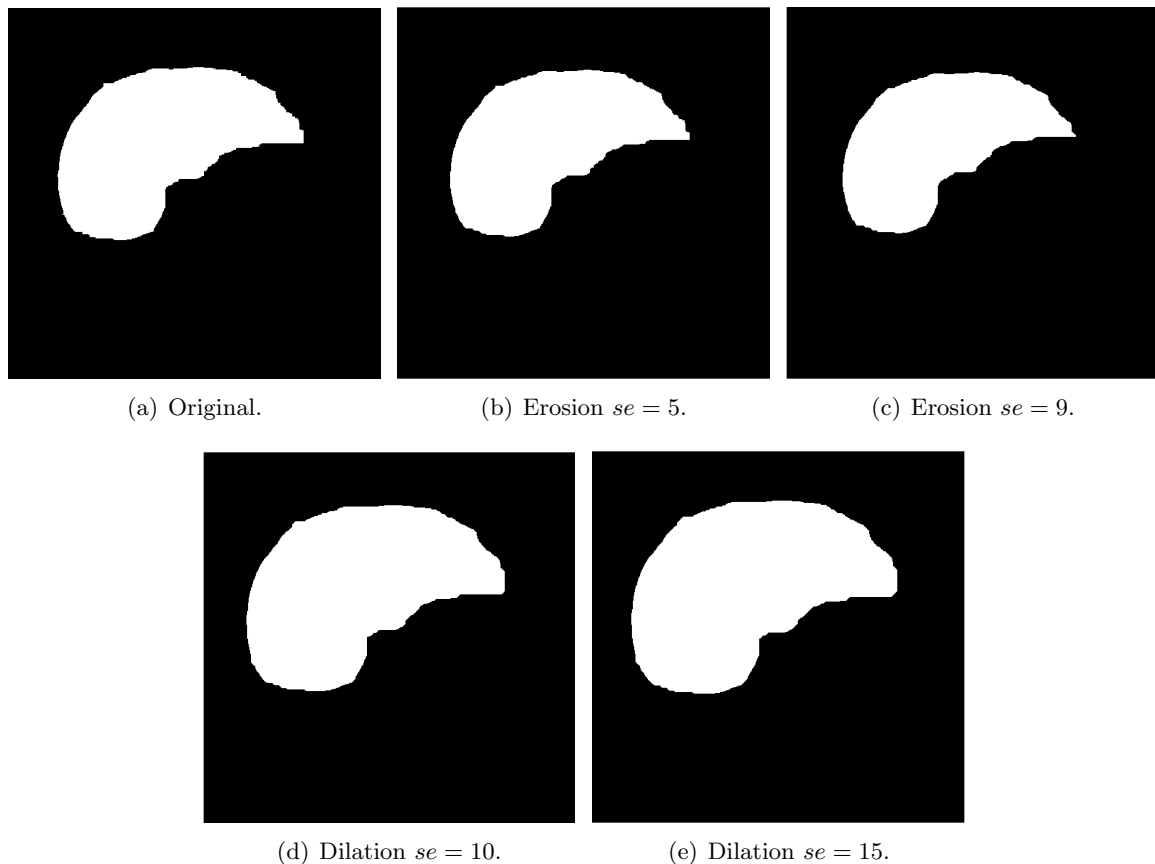 (a) Original.
(b) Erosion se = 5.
(c) Erosion se = 9.
(d) Dilation se = 10.
(e) Dilation se = 15.